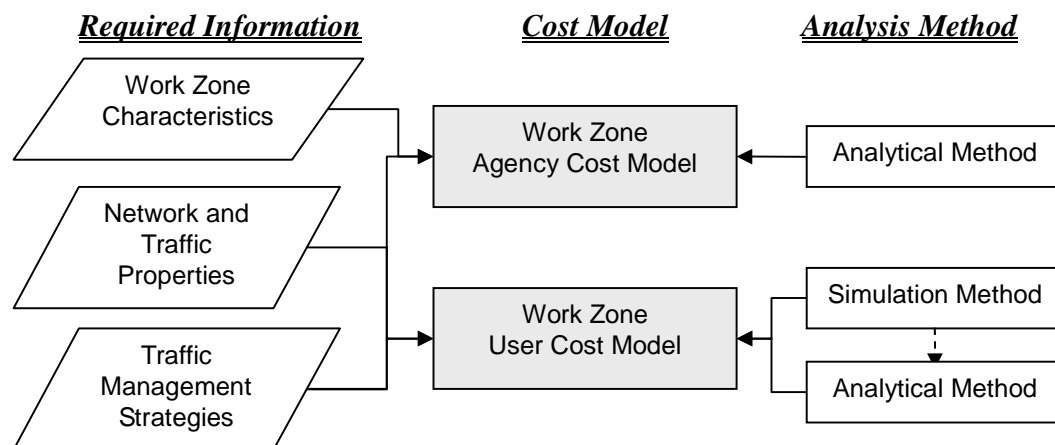 Required Information
Cost Model
Analysis Method
Work Zone
Characteristics
Network and
Traffic
Properties
Traffic
Management
Strategies
Work Zone
Agency Cost Model
Work Zone
User Cost Model
Analytical Method
Simulation Method
Analytical Method